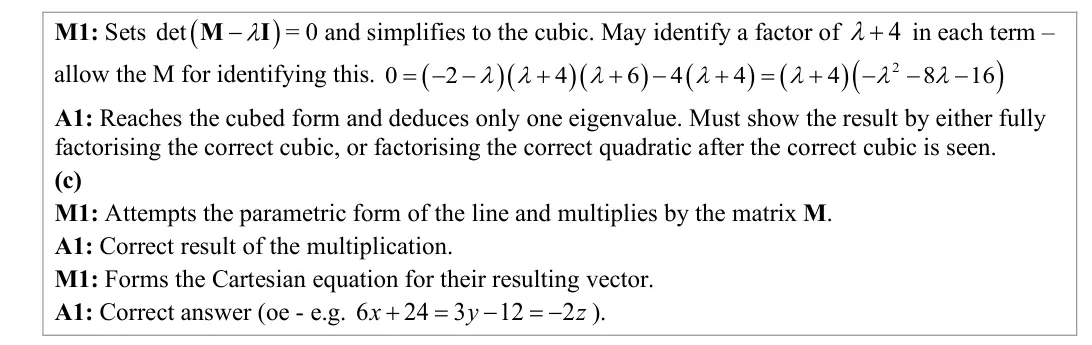 M1: Sets det(M − λI) = 0 and simplifies to the cubic. May identify a factor of λ + 4 in each term –
allow the M for identifying this. 0 = (−2 − λ)(λ + 4)(λ + 6) − 4(λ + 4) = (λ + 4)(−λ² − 8λ − 16)
A1: Reaches the cubed form and deduces only one eigenvalue. Must show the result by either fully
factorising the correct cubic, or factorising the correct quadratic after the correct cubic is seen.
(c)
M1: Attempts the parametric form of the line and multiplies by the matrix M.
A1: Correct result of the multiplication.
M1: Forms the Cartesian equation for their resulting vector.
A1: Correct answer (oe - e.g. 6x + 24 = 3y − 12 = −2z ).